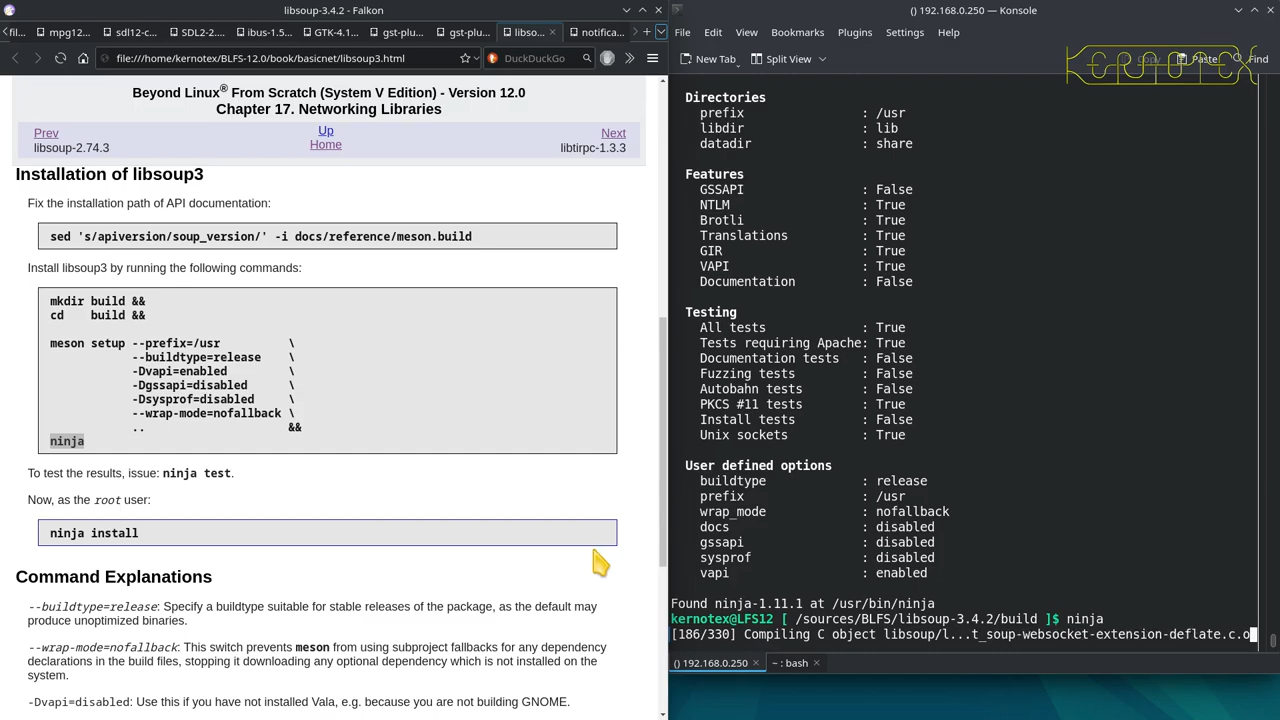 libsoup-3.4.2 - Falkon
fil...
mpg12...
sdl12-c...
SDL2-2....
ibus-1.5...
GTK-4.1...
gst-plu...
gst-plu...
libso...
notifica...
file:///home/kernotex/BLFS-12.0/book/basicnet/libsoup3.html
DuckDuckGo
Beyond Linux® From Scratch (System V Edition) - Version 12.0
Chapter 17. Networking Libraries
Prev
Up
Next
libsoup-2.74.3
Home
libtirpc-1.3.3
Installation of libsoup3
Fix the installation path of API documentation:
sed 's/apiversion/soup_version/' -i docs/reference/meson.build
Install libsoup3 by running the following commands:
mkdir build &&
cd    build &&
meson setup --prefix=/usr          \
--buildtype=release    \
-Dvapi=enabled         \
-Dgssapi=disabled      \
-Dsysprof=disabled     \
--wrap-mode=nofallback \
..                     &&
ninja
To test the results, issue: ninja test.
Now, as the root user:
ninja install
Command Explanations
--buildtype=release: Specify a buildtype suitable for stable releases of the package, as the default may
produce unoptimized binaries.
--wrap-mode=nofallback: This switch prevents meson from using subproject fallbacks for any dependency
declarations in the build files, stopping it downloading any optional dependency which is not installed on the
system.
-Dvapi=disabled: Use this if you have not installed Vala, e.g. because you are not building GNOME.
() 192.168.0.250 — Konsole
File Edit View Bookmarks Plugins Settings Help
New Tab
Split View
Copy
Paste
Find
KERNOTEX
Directories
prefix : /usr
libdir : lib
datadir : share
Features
GSSAPI : False
NTLM : True
Brotli : True
Translations : True
GIR : True
VAPI : True
Documentation : False
Testing
All tests : True
Tests requiring Apache: True
Documentation tests : False
Fuzzing tests : False
Autobahn tests : False
PKCS #11 tests : True
Install tests : False
Unix sockets : True
User defined options
buildtype : release
prefix : /usr
wrap_mode : nofallback
docs : disabled
gssapi : disabled
sysprof : disabled
vapi : enabled
Found ninja-1.11.1 at /usr/bin/ninja
kernotex@LFS12 [ /sources/BLFS/libsoup-3.4.2/build ]$ ninja
[186/330] Compiling C object libsoup/l...t_soup-websocket-extension-deflate.c.o
() 192.168.0.250
~ : bash